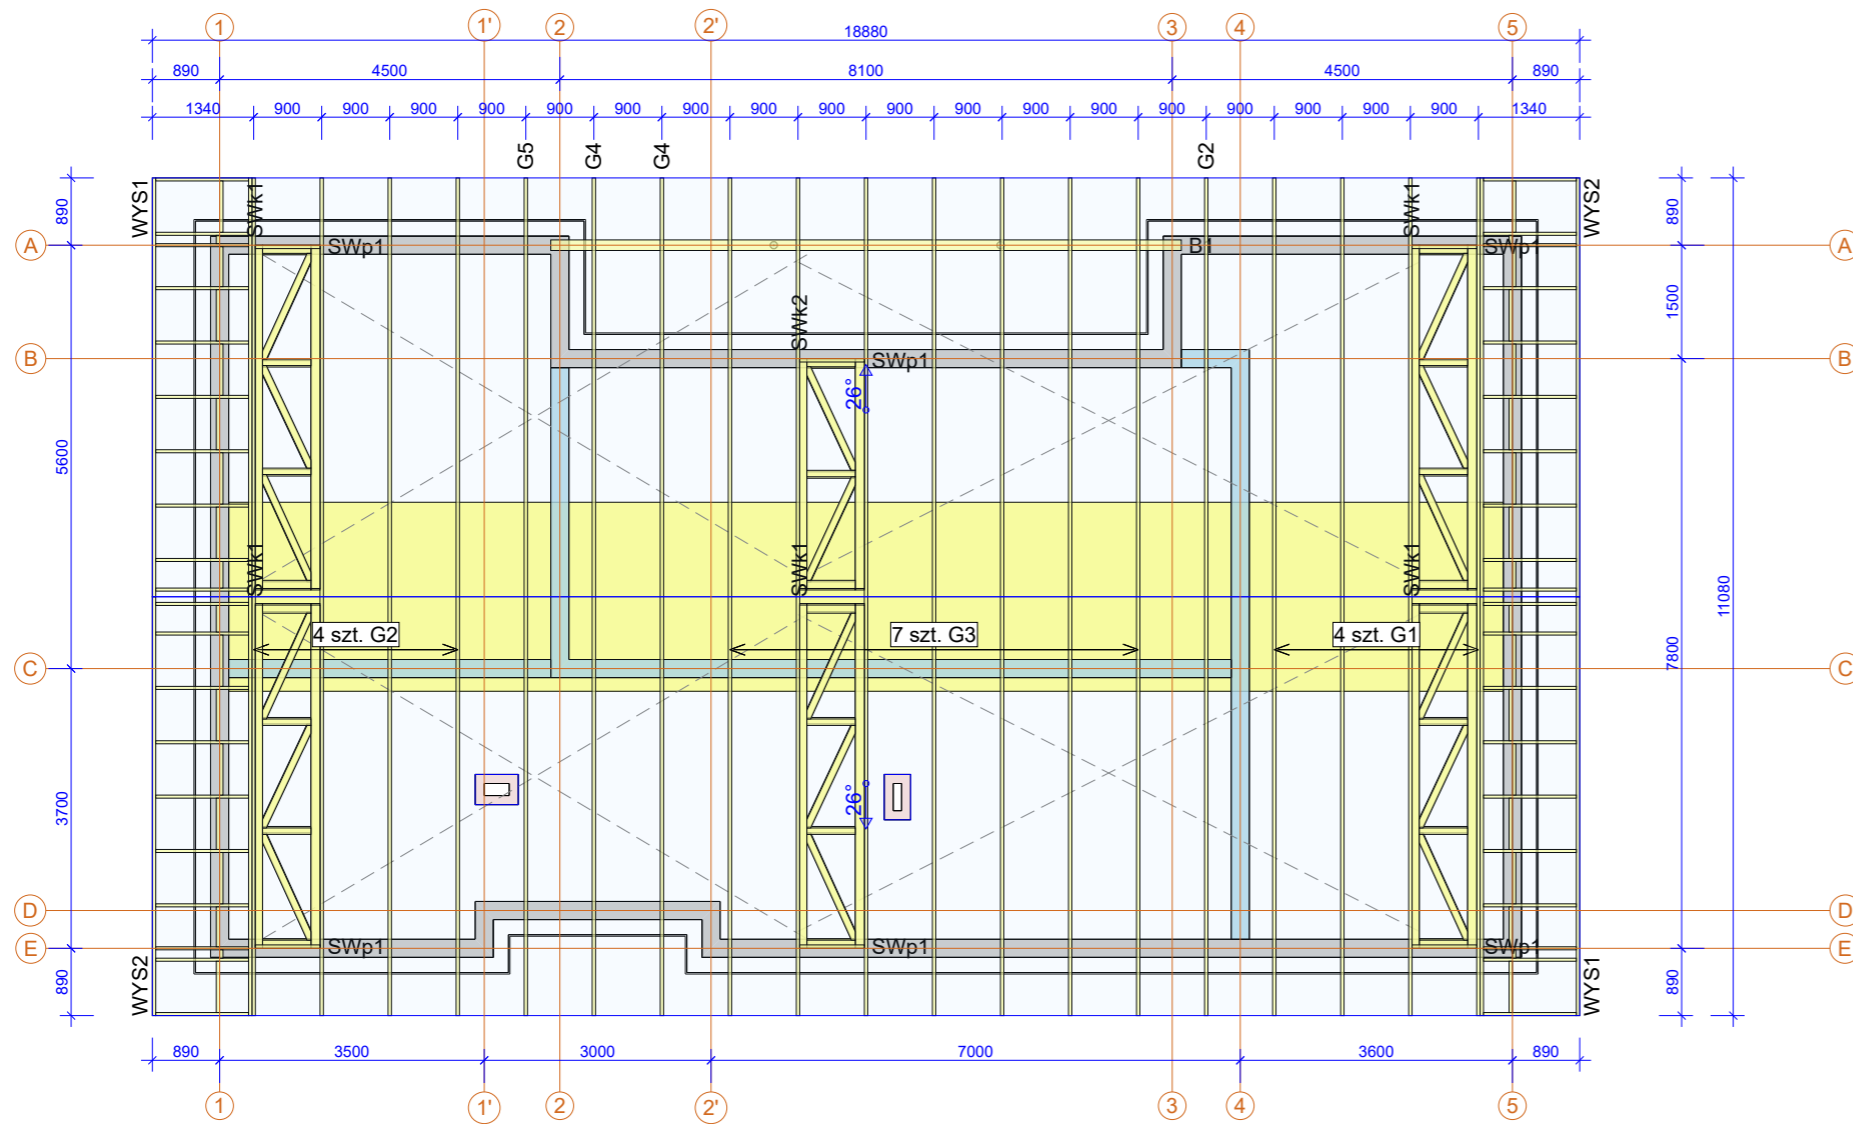 1 1' 2 2' 3 4 5
18880
890 4500 8100 4500 890
1340 900 900 900 900 900 900 900 900 900 900 900 900 900 900 900 900 900 900 1340
G5 G4 G4 G2
WYS1 SWk1 SWk1 WYS2
890 890
A SWp1 B1 SWp1 A
1500
SWk2
B SWp1 B
26°
5600
SWk1 SWk1 SWk1
11080
4 szt. G2 7 szt. G3 4 szt. G1
7800
C C
26°
3700
D D
E SWp1 SWp1 SWp1 E
WYS2 WYS1
890 890
890 3500 3000 7000 3600 890
1 1' 2 2' 3 4 5